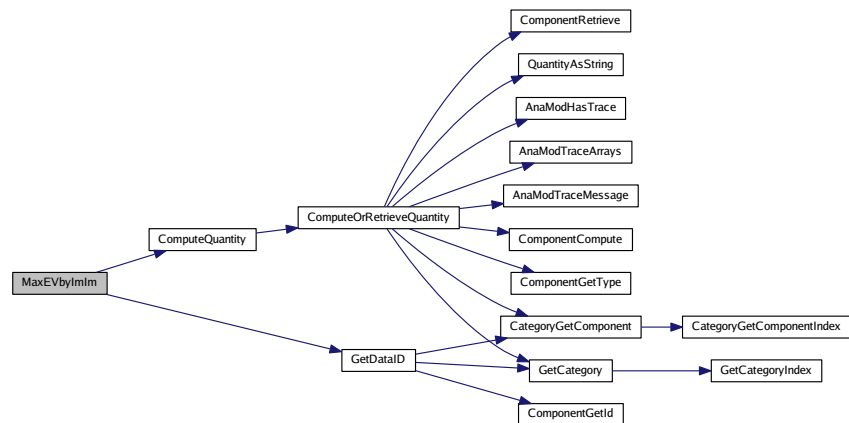 ComponentRetrieve
QuantityAsString
AnaModHasTrace
AnaModTraceArrays
AnaModTraceMessage
ComputeOrRetrieveQuantity
ComputeQuantity
ComponentCompute
MaxEVbyImIm
ComponentGetType
CategoryGetComponent
CategoryGetComponentIndex
GetDataID
GetCategory
GetCategoryIndex
ComponentGetId